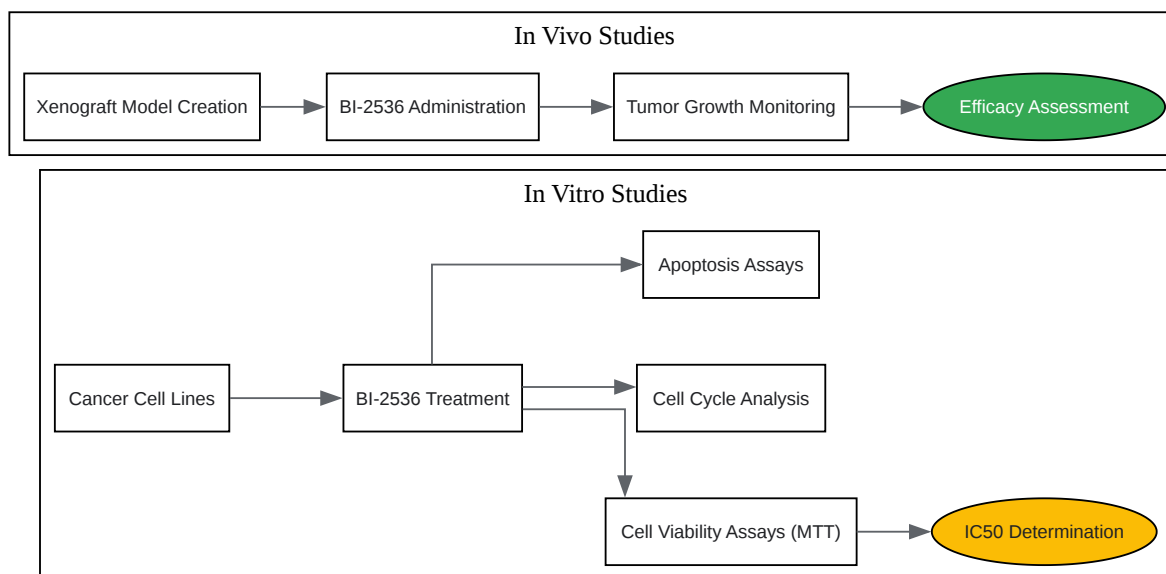 In Vivo Studies
Xenograft Model Creation
BI-2536 Administration
Tumor Growth Monitoring
Efficacy Assessment
In Vitro Studies
Apoptosis Assays
Cancer Cell Lines
BI-2536 Treatment
Cell Cycle Analysis
Cell Viability Assays (MTT)
IC50 Determination